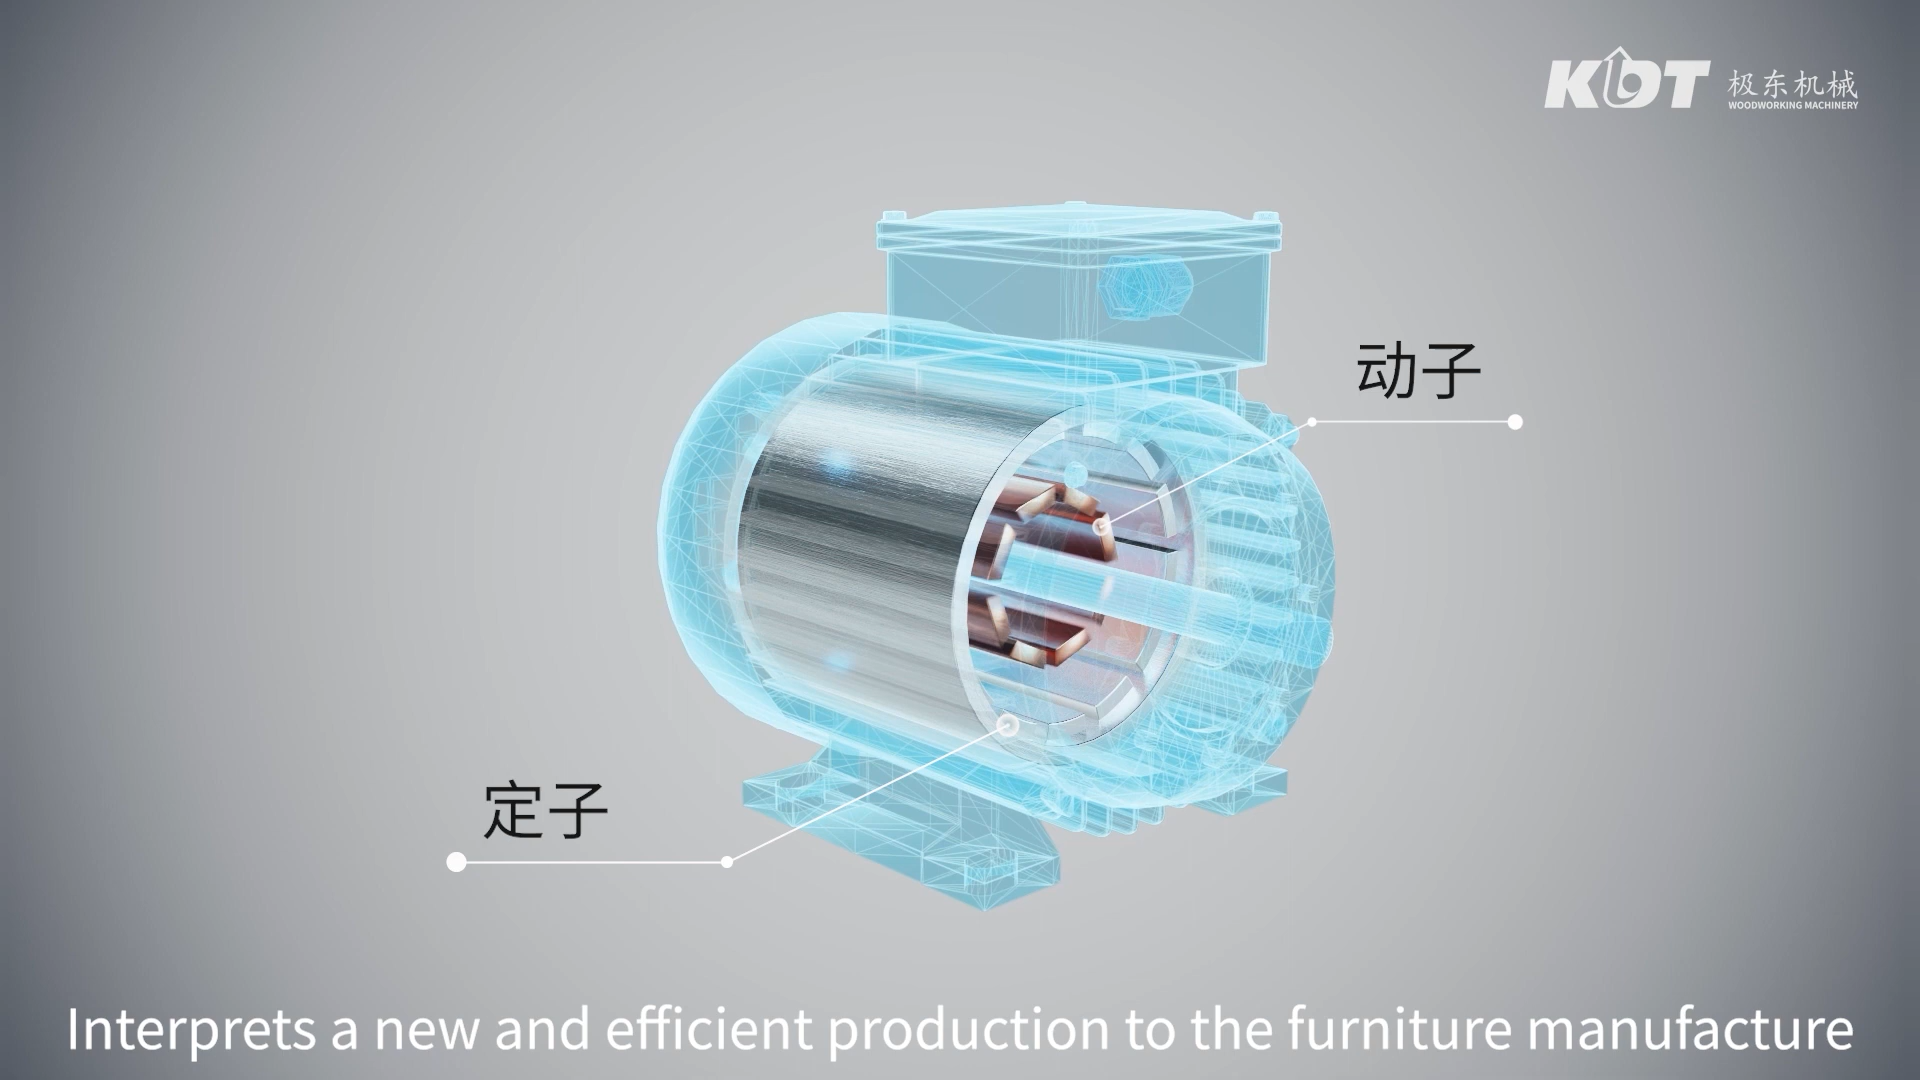 KDT 极东机械
WOODWORKING MACHINERY
动子
定子
Interprets a new and efficient production to the furniture manufacture